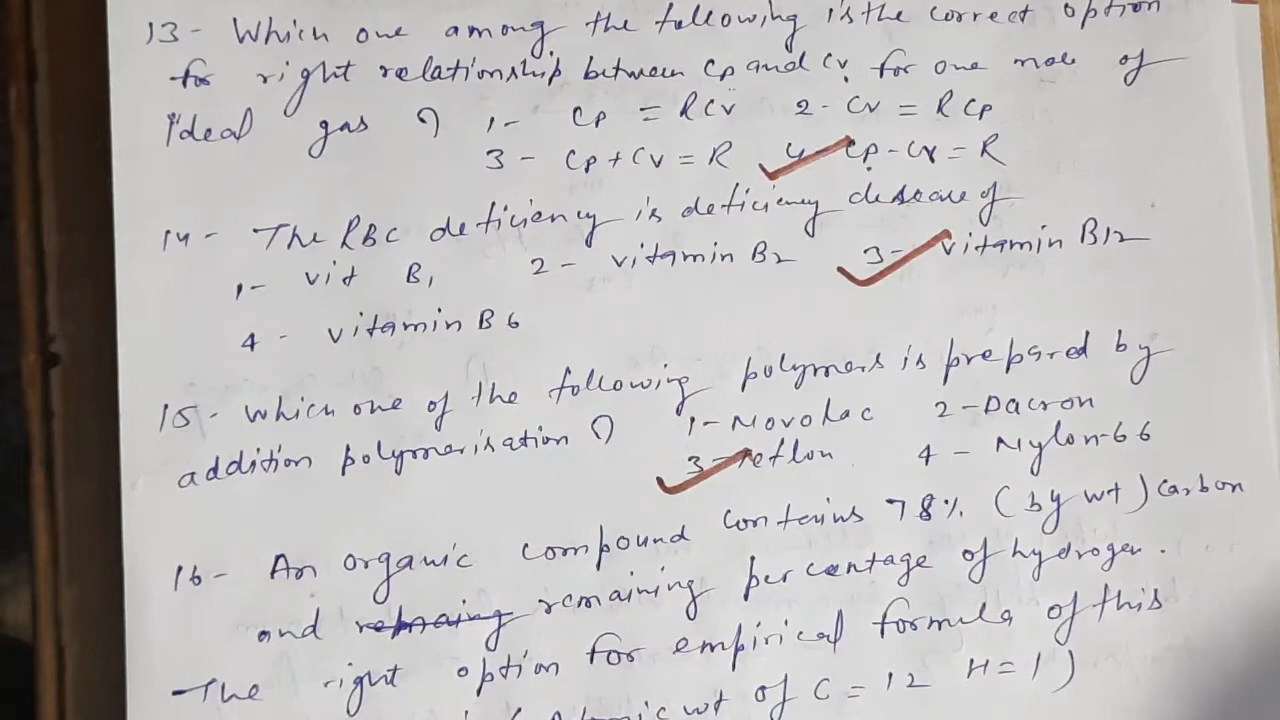 13- Which one among the following is the correct option
for right relationship between Cp and Cv for one mole of
ideal gas ? 1- Cp = RCv 2- Cv = RCp
3- Cp+Cv=R 4- Cp-Cv=R
14- The RBC deficiency is deficiency desease of
1- vit B1 2- vitamin B2 3- vitamin B12
4- vitamin B6
15- Which one of the following polymers is prepared by
addition polymerisation ? 1- Novolac 2- Dacron
3- teflon 4- Nylon-66
16- An organic compound contains 78% (by wt) carbon
and remaining percentage of hydrogen.
The right option for empirical formula of this
wt of C=12 H=1)